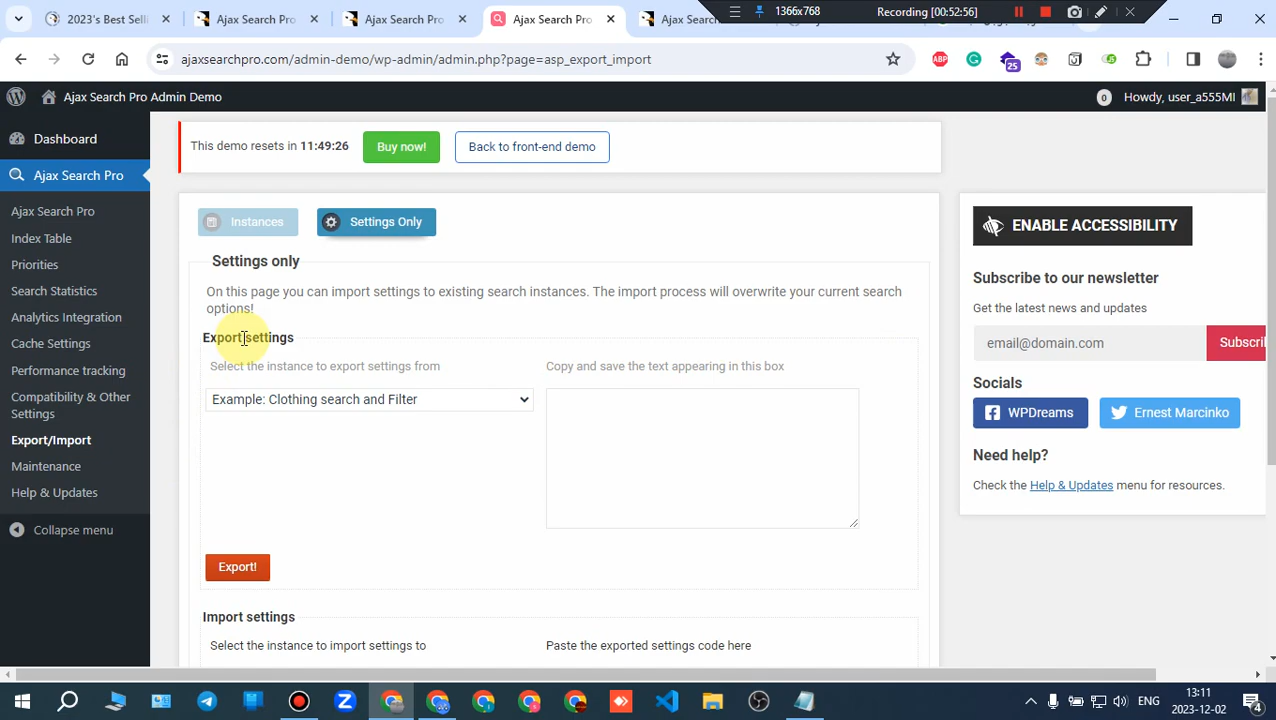 2023's Best Sell
Ajax Search Pro
Ajax Search Pro
Ajax Search Pro
Ajax Sear
1366x768
Recording [00:52:56]
ajaxsearchpro.com/admin-demo/wp-admin/admin.php?page=asp_export_import
25
Ajax Search Pro Admin Demo
0
Howdy, user_a555MI
Dashboard
Ajax Search Pro
Ajax Search Pro
Index Table
Priorities
Search Statistics
Analytics Integration
Cache Settings
Performance tracking
Compatibility & Other
Settings
Export/Import
Maintenance
Help & Updates
Collapse menu
This demo resets in 11:49:26
Buy now!
Back to front-end demo
Instances
Settings Only
Settings only
On this page you can import settings to existing search instances. The import process will overwrite your current search
options!
Export settings
Select the instance to export settings from
Copy and save the text appearing in this box
Example: Clothing search and Filter
Export!
Import settings
Select the instance to import settings to
Paste the exported settings code here
ENABLE ACCESSIBILITY
Subscribe to our newsletter
Get the latest news and updates
email@domain.com
Subscri
Socials
WPDreams
Ernest Marcinko
Need help?
Check the Help & Updates menu for resources.
ENG
13:11
2023-12-02
4